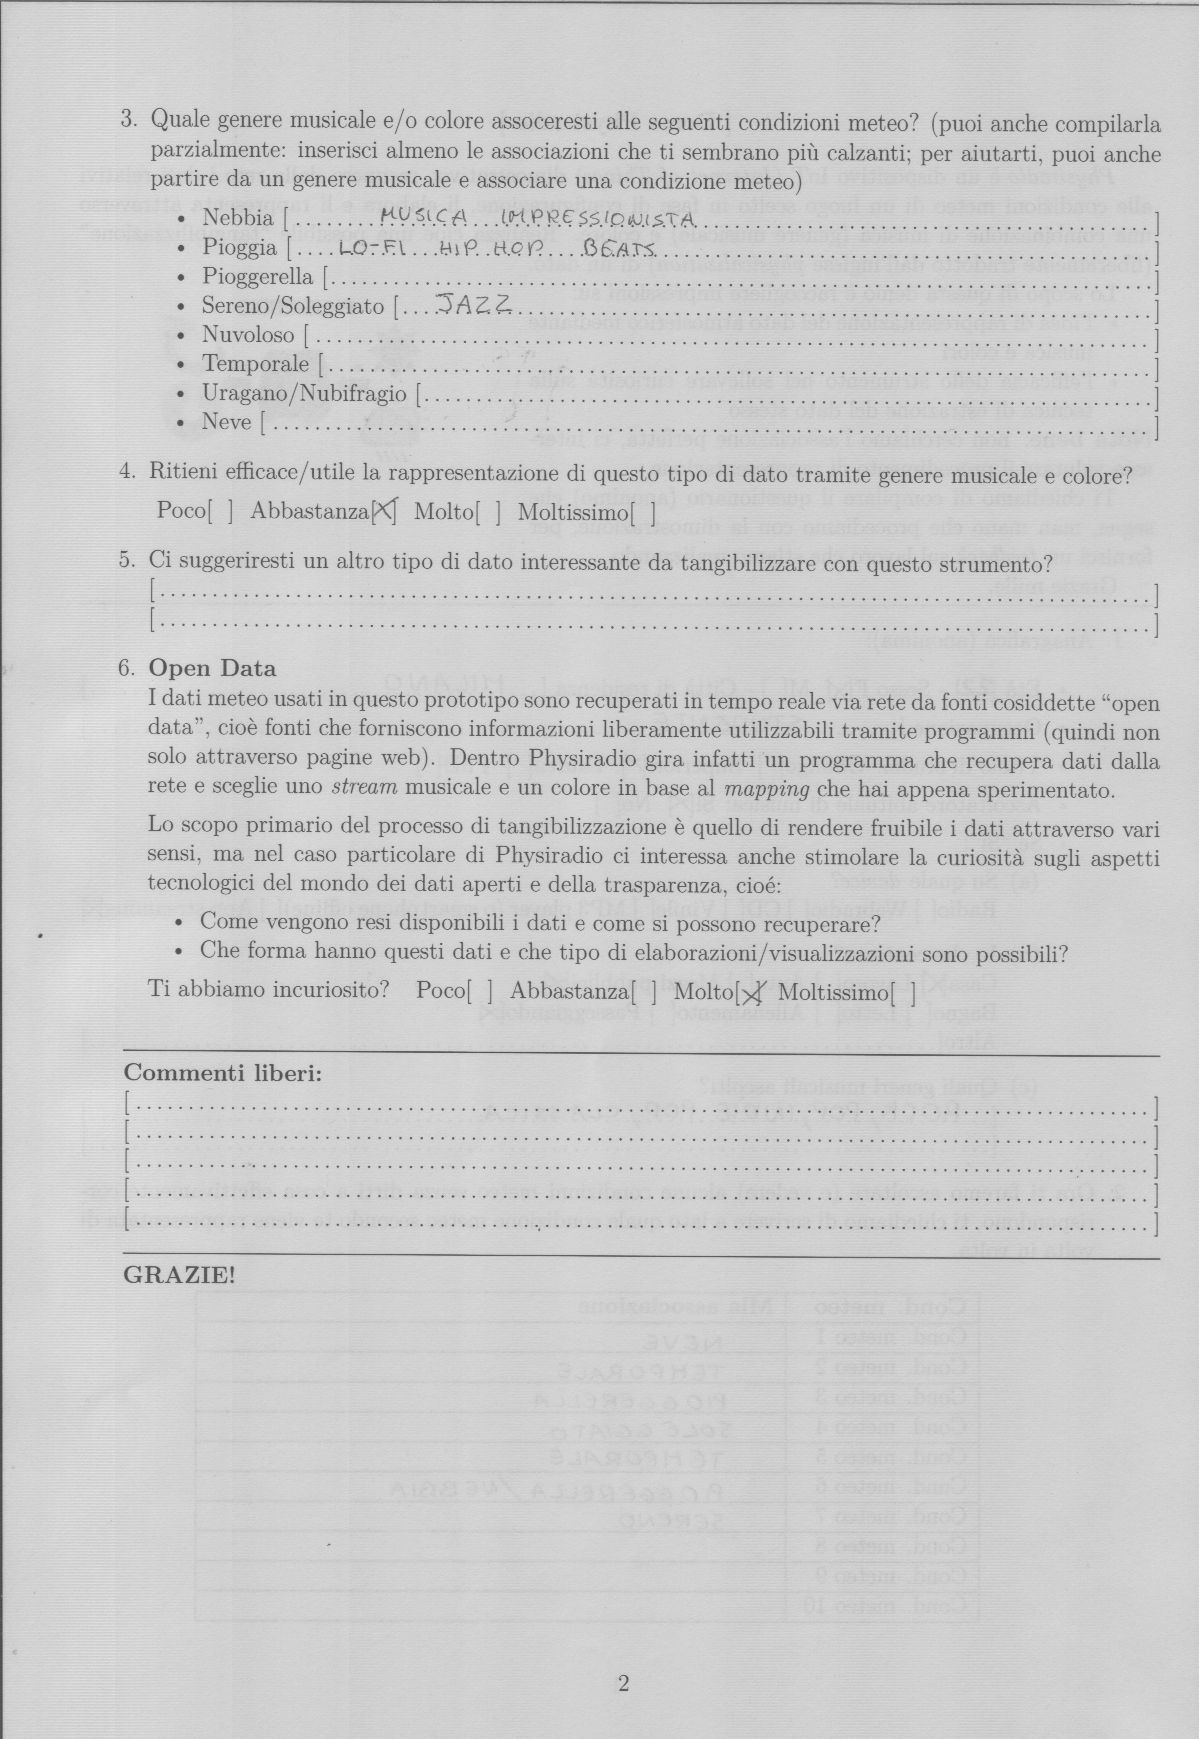 3. Quale genere musicale e/o colore assoceresti alle seguenti condizioni meteo? (puoi anche compilarla
parzialmente: inserisci almeno le associazioni che ti sembrano più calzanti; per aiutarti, puoi anche
partire da un genere musicale e associare una condizione meteo)
• Nebbia [ MUSICA IMPRESSIONISTA ]
• Pioggia [ LO-FI HIP HOP BEATS ]
• Pioggerella [ ]
• Sereno/Soleggiato [ JAZZ ]
• Nuvoloso [ ]
• Temporale [ ]
• Uragano/Nubifragio [ ]
• Neve [ ]
4. Ritieni efficace/utile la rappresentazione di questo tipo di dato tramite genere musicale e colore?
Poco[ ] Abbastanza[X] Molto[ ] Moltissimo[ ]
5. Ci suggeriresti un altro tipo di dato interessante da tangibilizzare con questo strumento?
[ ]
[ ]
6. Open Data
I dati meteo usati in questo prototipo sono recuperati in tempo reale via rete da fonti cosiddette “open
data”, cioè fonti che forniscono informazioni liberamente utilizzabili tramite programmi (quindi non
solo attraverso pagine web). Dentro Physiradio gira infatti un programma che recupera dati dalla
rete e sceglie uno stream musicale e un colore in base al mapping che hai appena sperimentato.
Lo scopo primario del processo di tangibilizzazione è quello di rendere fruibile i dati attraverso vari
sensi, ma nel caso particolare di Physiradio ci interessa anche stimolare la curiosità sugli aspetti
tecnologici del mondo dei dati aperti e della trasparenza, cioé:
• Come vengono resi disponibili i dati e come si possono recuperare?
• Che forma hanno questi dati e che tipo di elaborazioni/visualizzazioni sono possibili?
Ti abbiamo incuriosito? Poco[ ] Abbastanza[ ] Molto[X] Moltissimo[ ]
Commenti liberi:
[ ]
[ ]
[ ]
[ ]
[ ]
GRAZIE!
2